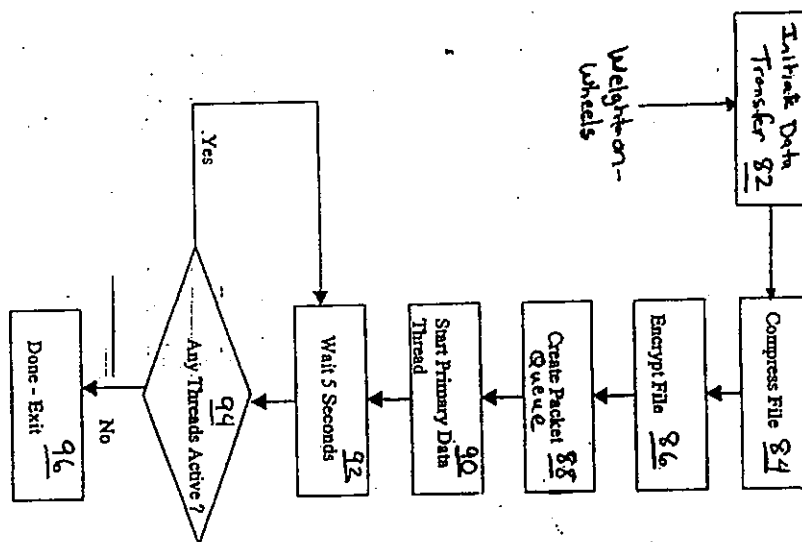 Initiate Data
Transfer 82
Weight-on-
Wheels
Compress File 84
Encrypt File 86
Create Packet 88
Queue
Start Primary Data
Thread 90
Wait 5 Seconds 92
Any Threads Active ?
94
Yes
No
Done - Exit 96